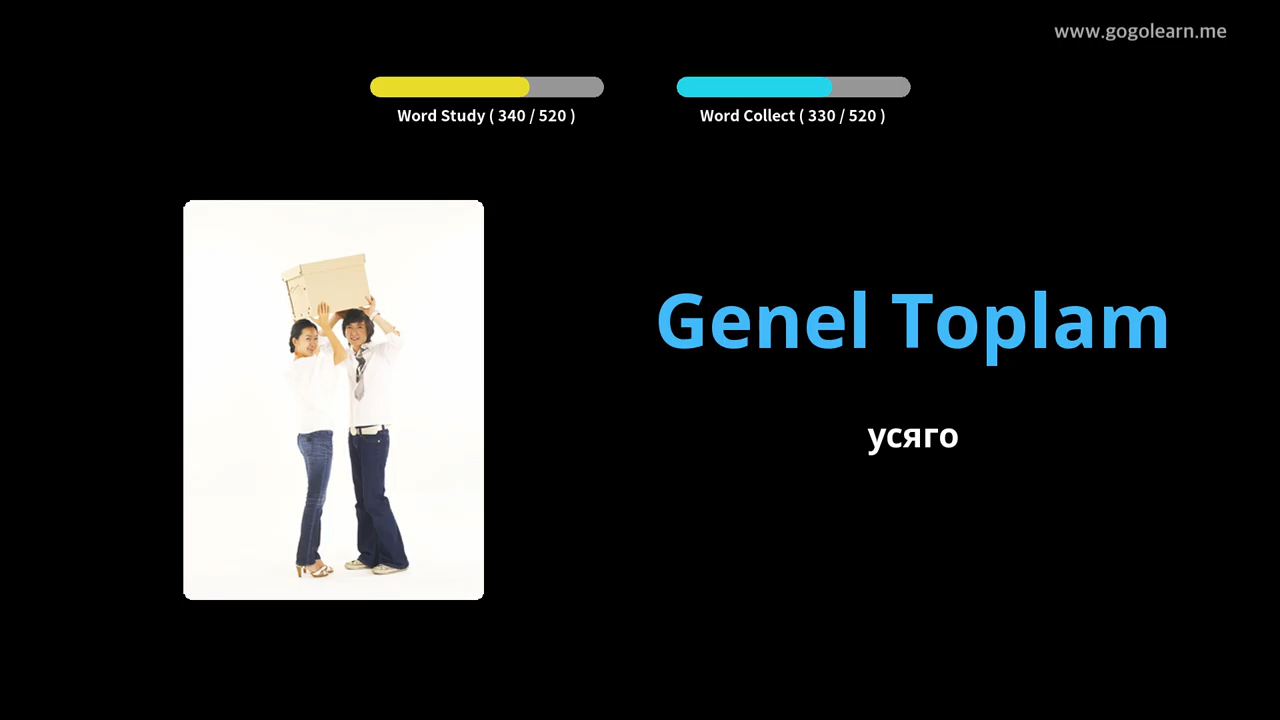 www.gogolearn.me
Word Study ( 340 / 520 )
Word Collect ( 330 / 520 )
Genel Toplam
усяго